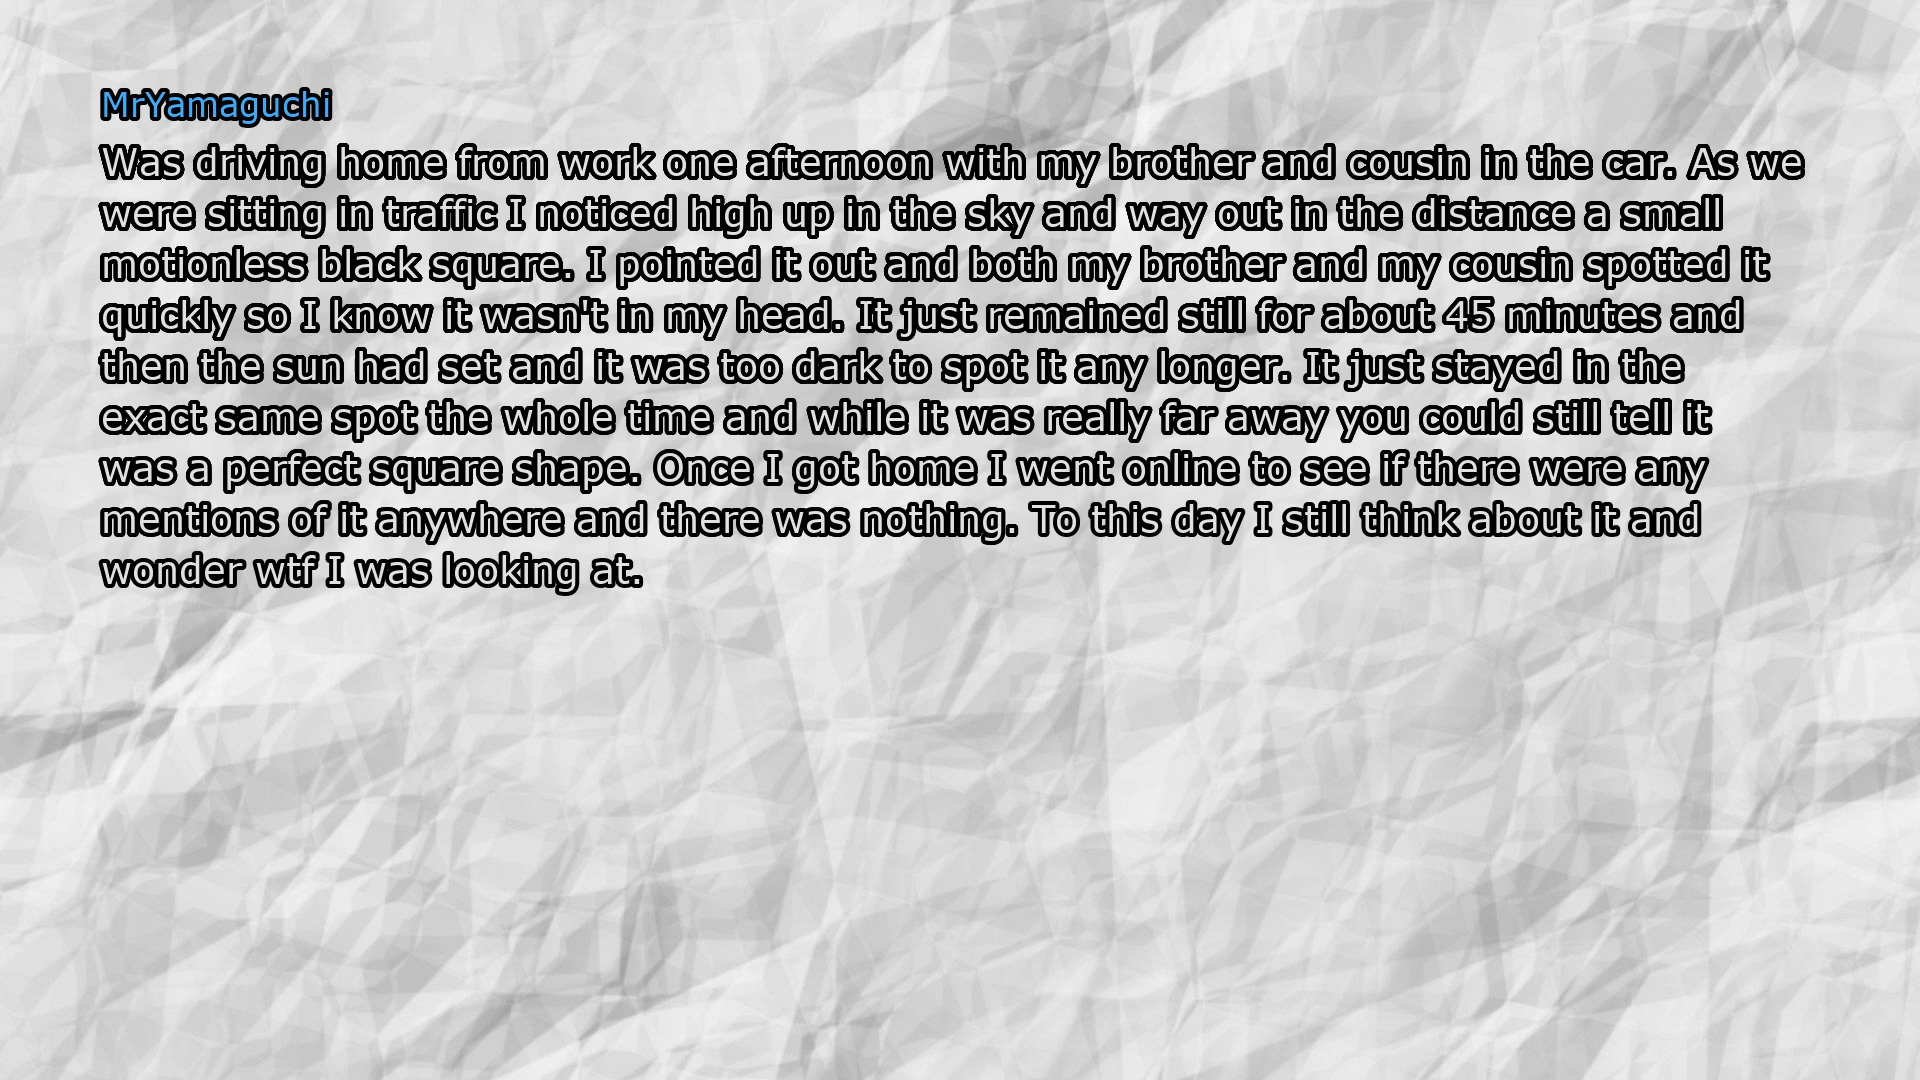 MrYamaguchi
Was driving home from work one afternoon with my brother and cousin in the car. As we
were sitting in traffic I noticed high up in the sky and way out in the distance a small
motionless black square. I pointed it out and both my brother and my cousin spotted it
quickly so I know it wasn't in my head. It just remained still for about 45 minutes and
then the sun had set and it was too dark to spot it any longer. It just stayed in the
exact same spot the whole time and while it was really far away you could still tell it
was a perfect square shape. Once I got home I went online to see if there were any
mentions of it anywhere and there was nothing. To this day I still think about it and
wonder wtf I was looking at.